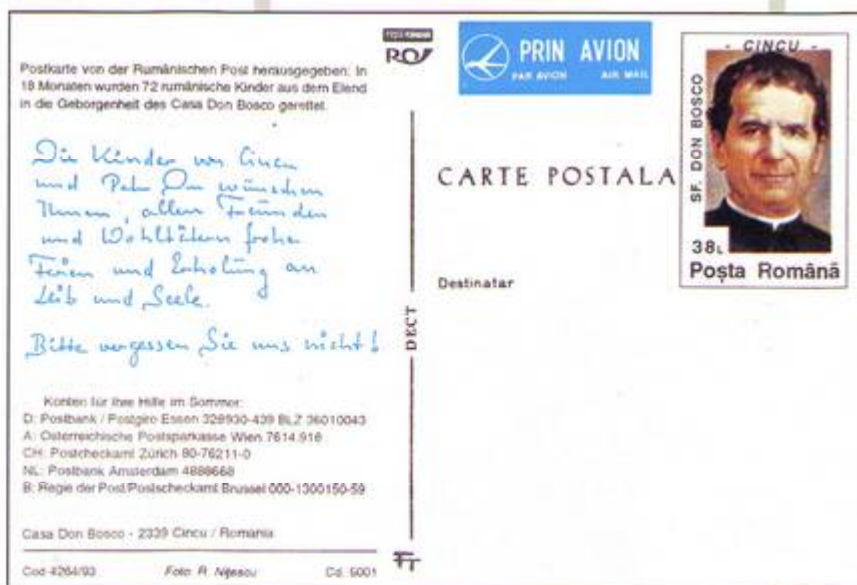 Postkarte von der Rumänischen Post herausgegeben. In
18 Monaten wurden 72 rumänische Kinder aus dem Elend
in die Geborgenheit des Casa Don Bosco gerettet.
Die Kinder von Cincu
und Pater Don wünschen
Ihnen, allen Freunden
und Wohltätern frohe
Ferien und Erholung an
Leib und Seele.
Bitte vergessen Sie uns nicht!
Konten für Ihre Hilfe im Sommer:
D: Postbank / Postgiro Essen 328930-439 BLZ 36010043
A: Österreichische Postsparkasse Wien 7614.918
CH: Postcheckamt Zürich 80-76211-0
NL: Postbank Amsterdam 4888668
B: Regie der Post/Postscheckamt Brussel 000-1300150-59
Casa Don Bosco - 2339 Cincu / Romania
Cod 4264/93 Foto: R. Cd. 5001
DECT
POȘTA ROMÂNĂ
PRIN AVION
PAR AVION AIR MAIL
CARTE POSTALA
Destinatar
- CINCU -
SF. DON BOSCO
38L
Poșta Română